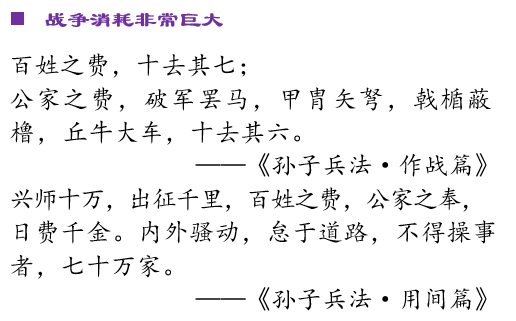 ■ 战争消耗非常巨大
百姓之费，十去其七；
公家之费，破军罢马，甲胄矢弩，戟楯蔽
橹，丘牛大车，十去其六。
——《孙子兵法·作战篇》
兴师十万，出征千里，百姓之费，公家之奉，
日费千金。内外骚动，怠于道路，不得操事
者，七十万家。
——《孙子兵法·用间篇》